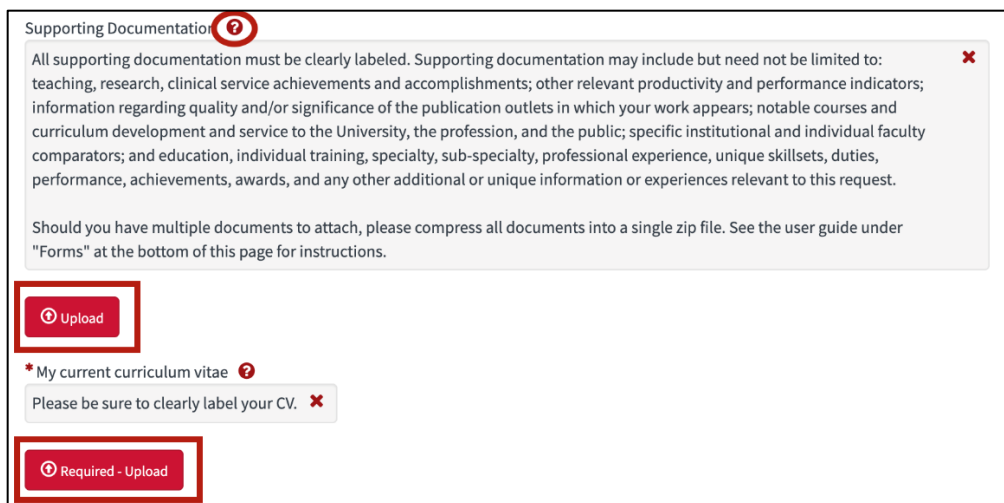 Supporting Documentation ?
All supporting documentation must be clearly labeled. Supporting documentation may include but need not be limited to:
teaching, research, clinical service achievements and accomplishments; other relevant productivity and performance indicators;
information regarding quality and/or significance of the publication outlets in which your work appears; notable courses and
curriculum development and service to the University, the profession, and the public; specific institutional and individual faculty
comparators; and education, individual training, specialty, sub-specialty, professional experience, unique skillsets, duties,
performance, achievements, awards, and any other additional or unique information or experiences relevant to this request.
Should you have multiple documents to attach, please compress all documents into a single zip file. See the user guide under
"Forms" at the bottom of this page for instructions.
Upload
* My current curriculum vitae ?
Please be sure to clearly label your CV.
Required - Upload